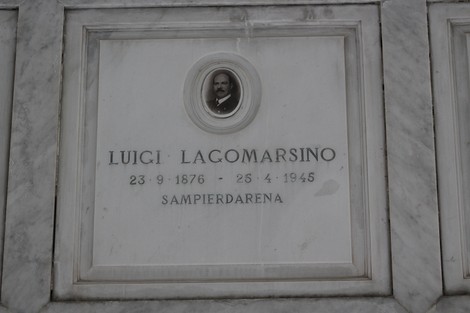 LUIGI LAGOMARSINO
23·9·1876 - 25·4·1945
SAMPIERDARENA